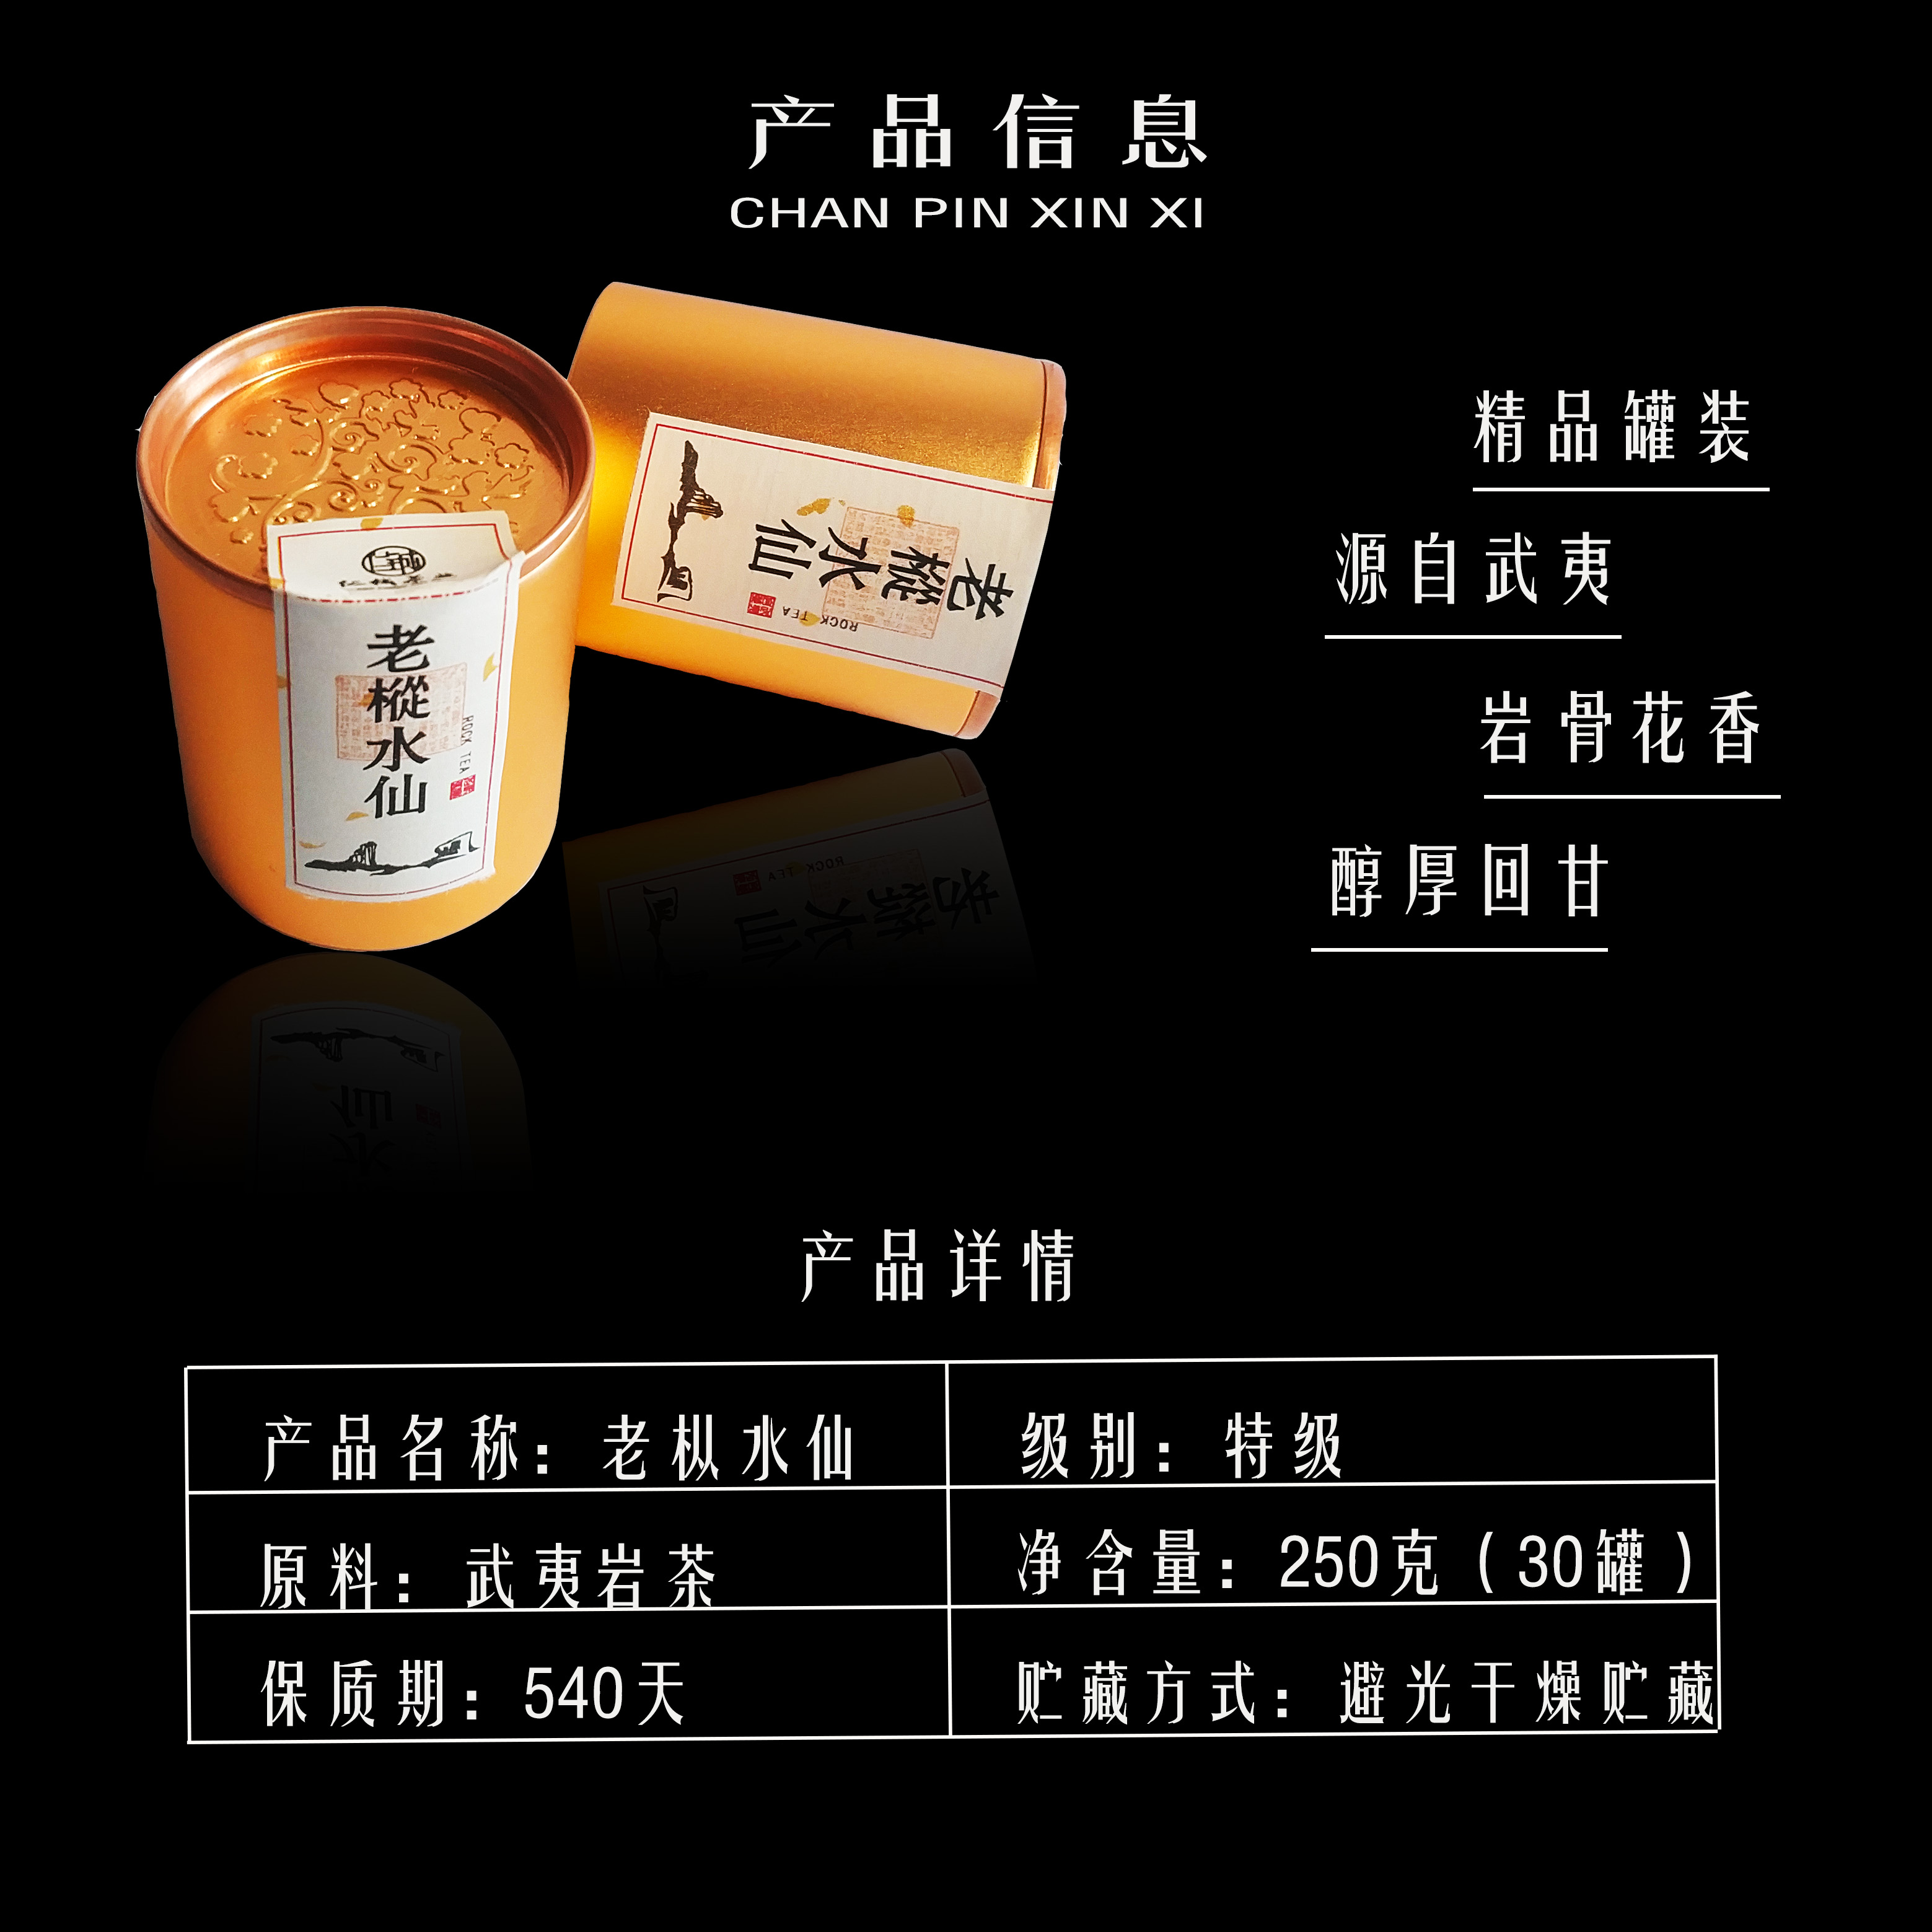 产品信息
CHAN PIN XIN XI
精品罐装
源自武夷
岩骨花香
醇厚回甘
老樅水仙
ROCK TEA
老樅水仙
ROCK TEA
产品详情
产品名称：老枞水仙
级别：特级
原料：武夷岩茶
净含量：250克（30罐）
保质期：540天
贮藏方式：避光干燥贮藏